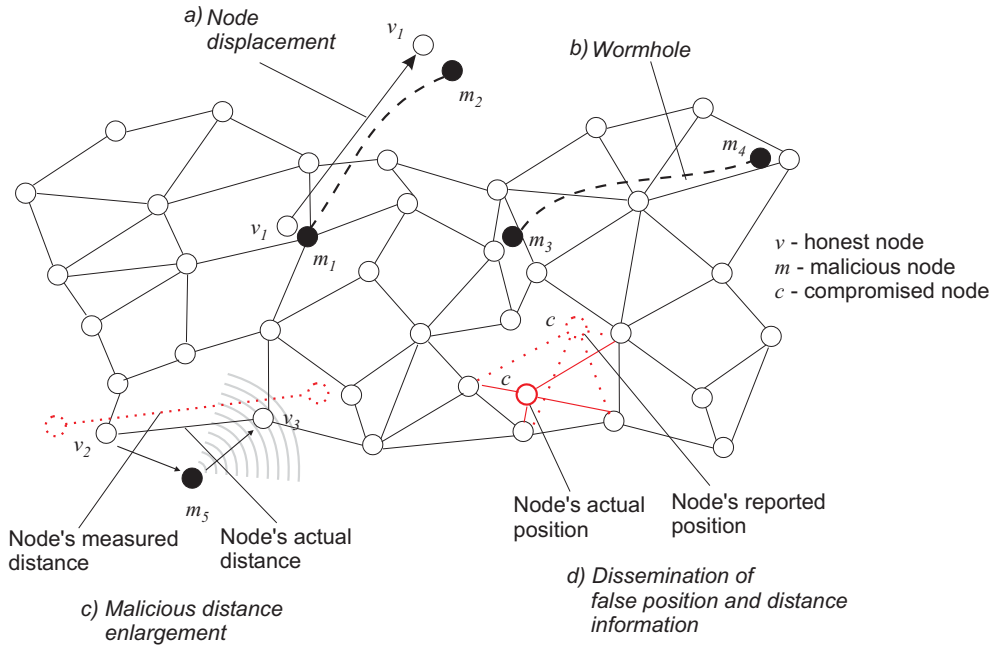 a) Node
displacement
v1
m2
b) Wormhole
m4
v1
m1
m3
v - honest node
m - malicious node
c - compromised node
c
c
v2
v3
m5
Node's measured
distance
Node's actual
distance
Node's actual
position
Node's reported
position
c) Malicious distance
enlargement
d) Dissemination of
false position and distance
information